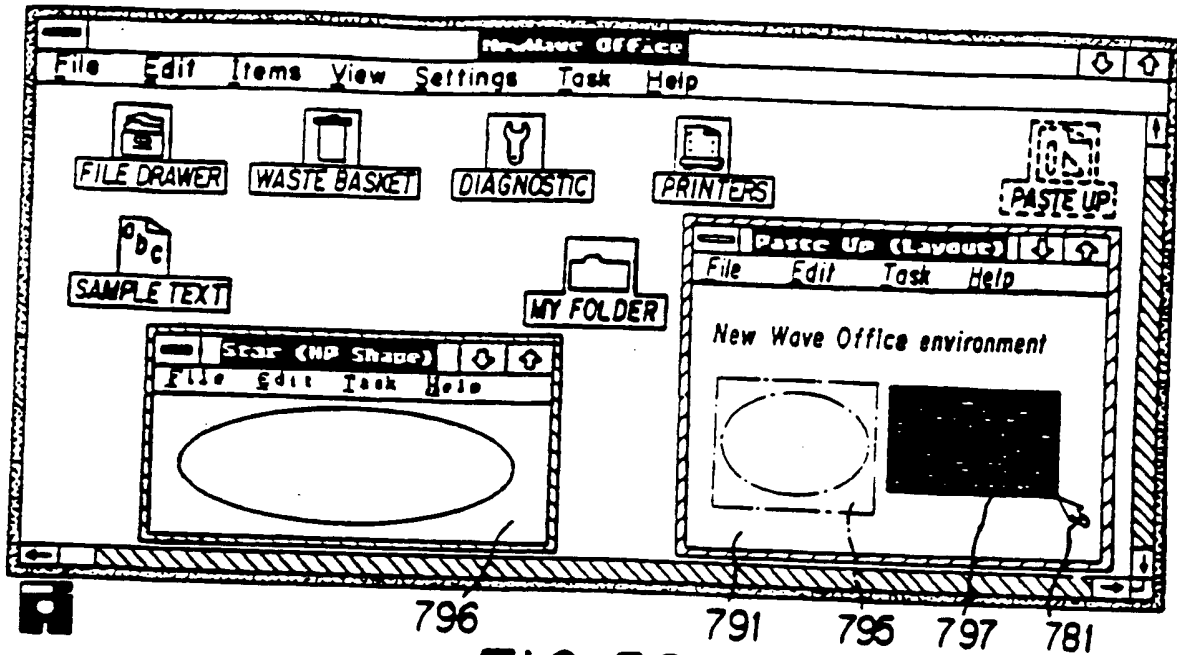 NewWave Office
File Edit Items View Settings Task Help
FILE DRAWER WASTE BASKET DIAGNOSTIC PRINTERS PASTE UP
abc
SAMPLE TEXT MY FOLDER
Paste Up (Layout)
File Edit Task Help
New Wave Office environment
Star (HP Shape)
File Edit Task Help
796 791 795 797 781